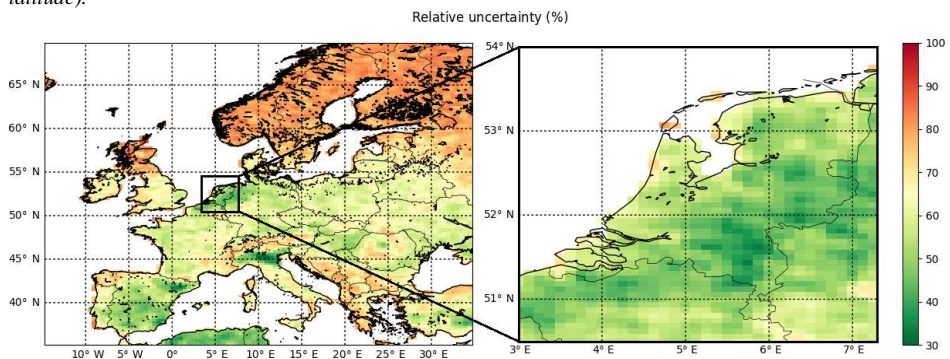 latitude).
Relative uncertainty (%)
65° N
60° N
55° N
50° N
45° N
40° N
10° W 5° W 0° 5° E 10° E 15° E 20° E 25° E 30° E
54° N
53° N
52° N
51° N
3° E 4° E 5° E 6° E 7° E
100
90
80
70
60
50
40
30